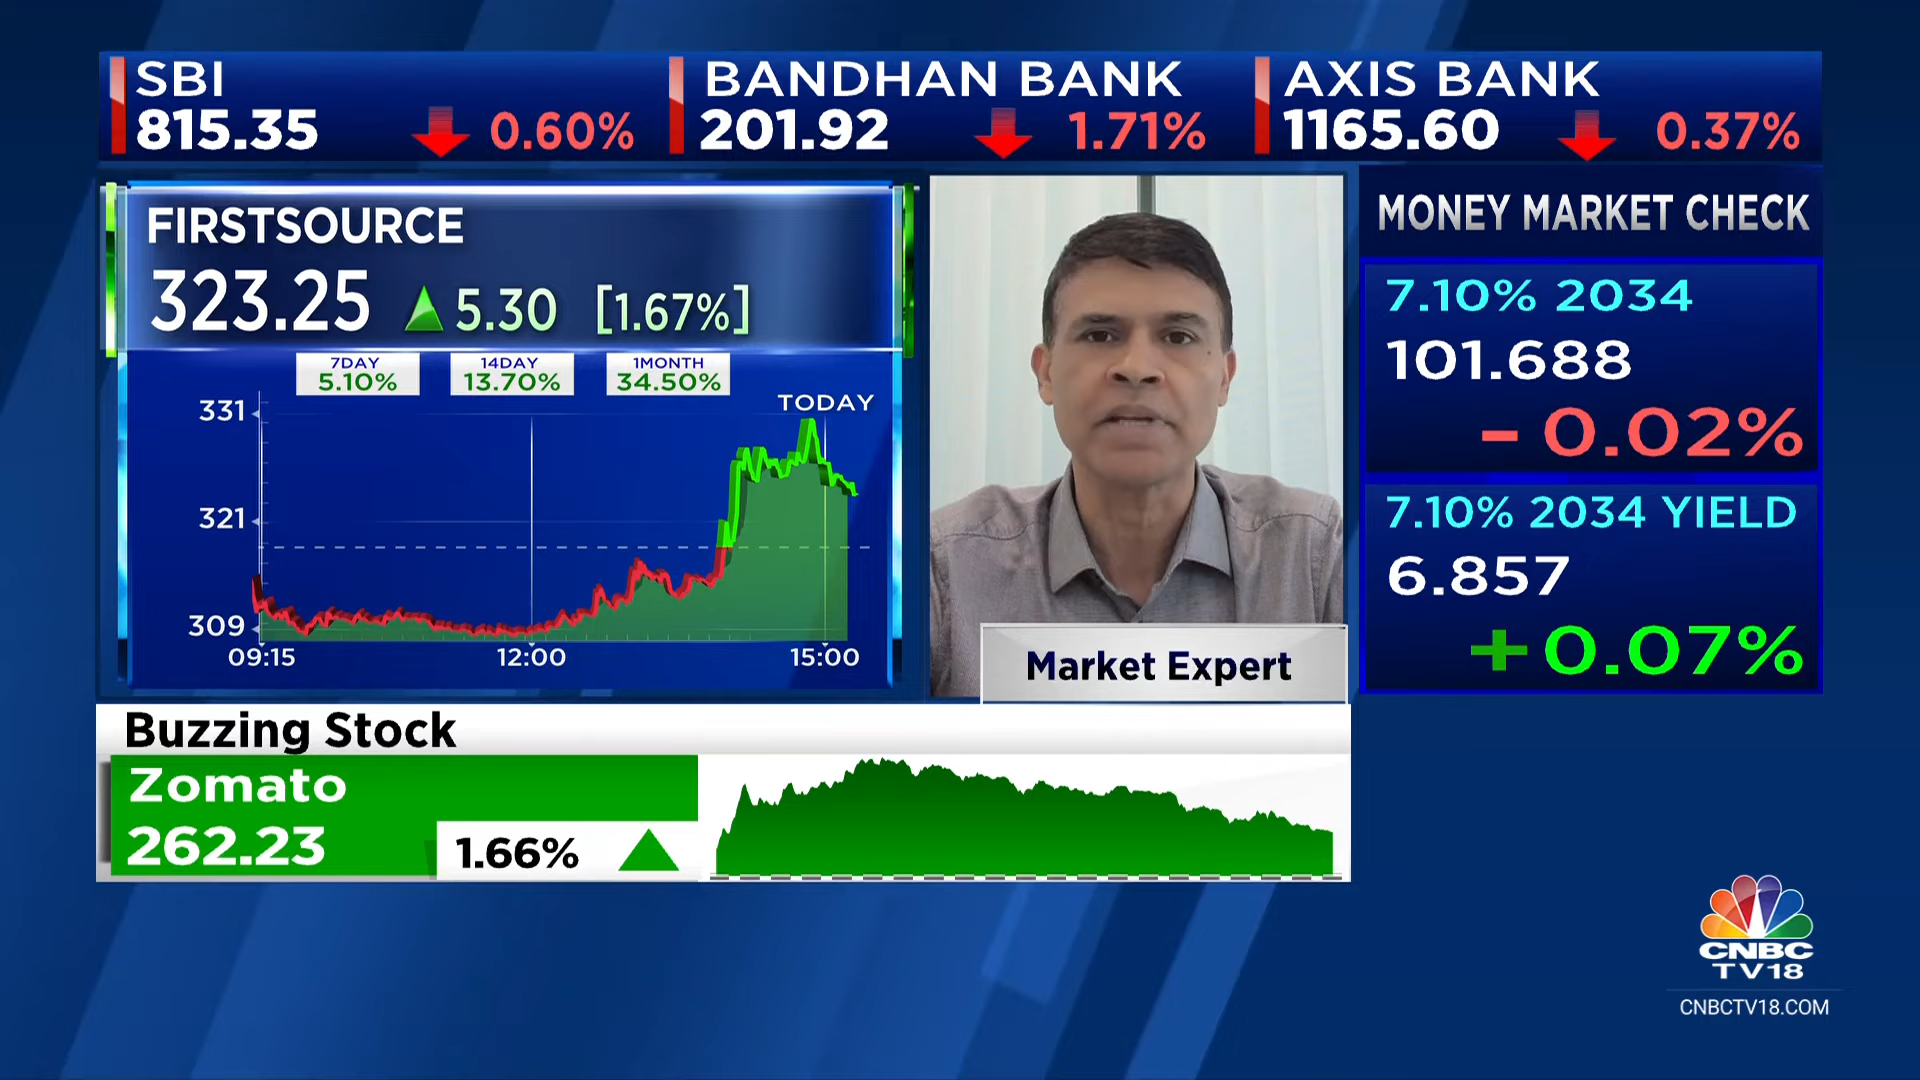 SBI
815.35 0.60%
BANDHAN BANK
201.92 1.71%
AXIS BANK
1165.60 0.37%
FIRSTSOURCE
323.25 5.30 [1.67%]
7DAY
5.10%
14DAY
13.70%
1MONTH
34.50%
TODAY
331
321
309
09:15 12:00 15:00
Market Expert
MONEY MARKET CHECK
7.10% 2034
101.688
- 0.02%
7.10% 2034 YIELD
6.857
+0.07%
Buzzing Stock
Zomato
262.23
1.66%
CNBC
TV18
CNBCTV18.COM